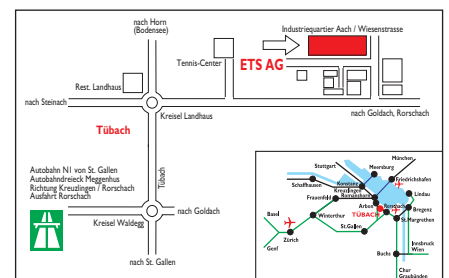 nach Horn
(Bodensee)
Industriequartier Aach / Wiesenstrasse
Tennis-Center
ETS AG
Rest. Landhaus
nach Steinach
Kreisel Landhaus
nach Goldach, Rorschach
Tübach
Tübach
Autobahn N1 von St. Gallen
Autobahndreieck Meggenhus
Richtung Kreuzlingen / Rorschach
Ausfahrt Rorschach
nach Goldach
Kreisel Waldegg
nach St. Gallen
München
Stuttgart
Meersburg
Friedrichshafen
Konstanz
Kreuzlingen
Schaffhausen
Romanshorn
Lindau
Frauenfeld
Arbon
Rorschach
Bregenz
Basel
Winterthur
TÜBACH
St.Margrethen
St.Gallen
Zürich
Genf
Innsbruck
Wien
Buchs
Chur
Graubünden